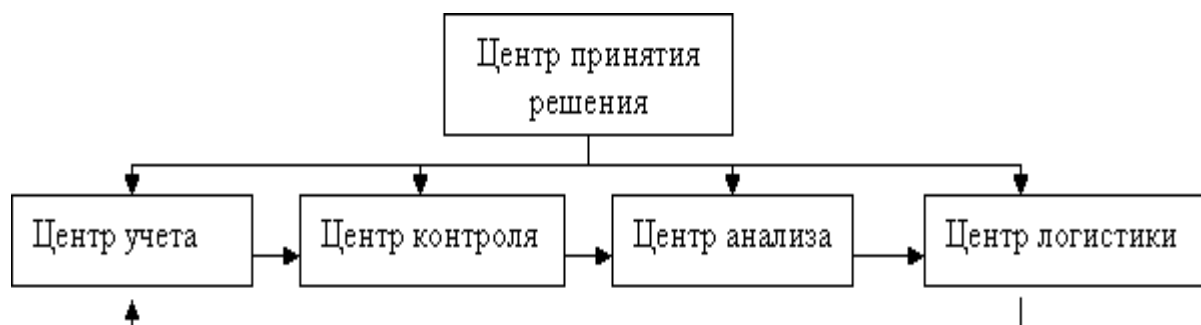 Центр принятия
решения
Центр учета
Центр контроля
Центр анализа
Центр логистики